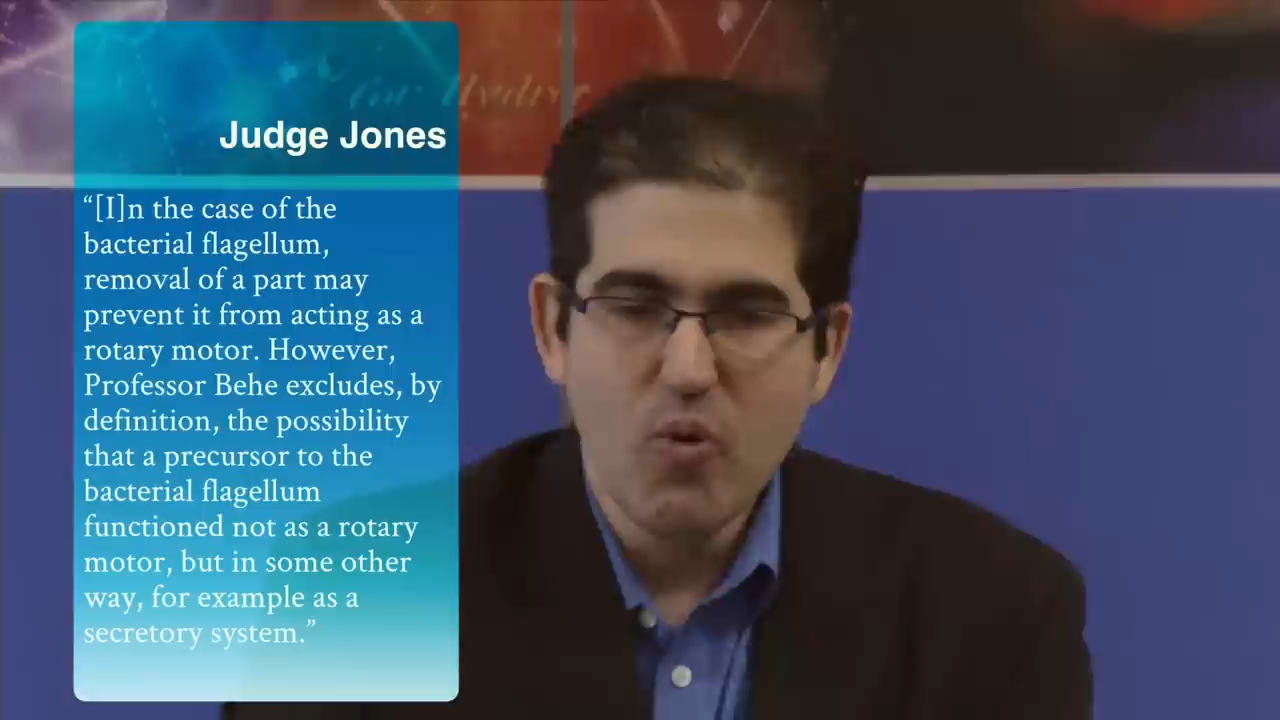 for Hydro
Judge Jones
“[I]n the case of the
bacterial flagellum,
removal of a part may
prevent it from acting as a
rotary motor. However,
Professor Behe excludes, by
definition, the possibility
that a precursor to the
bacterial flagellum
functioned not as a rotary
motor, but in some other
way, for example as a
secretory system.”